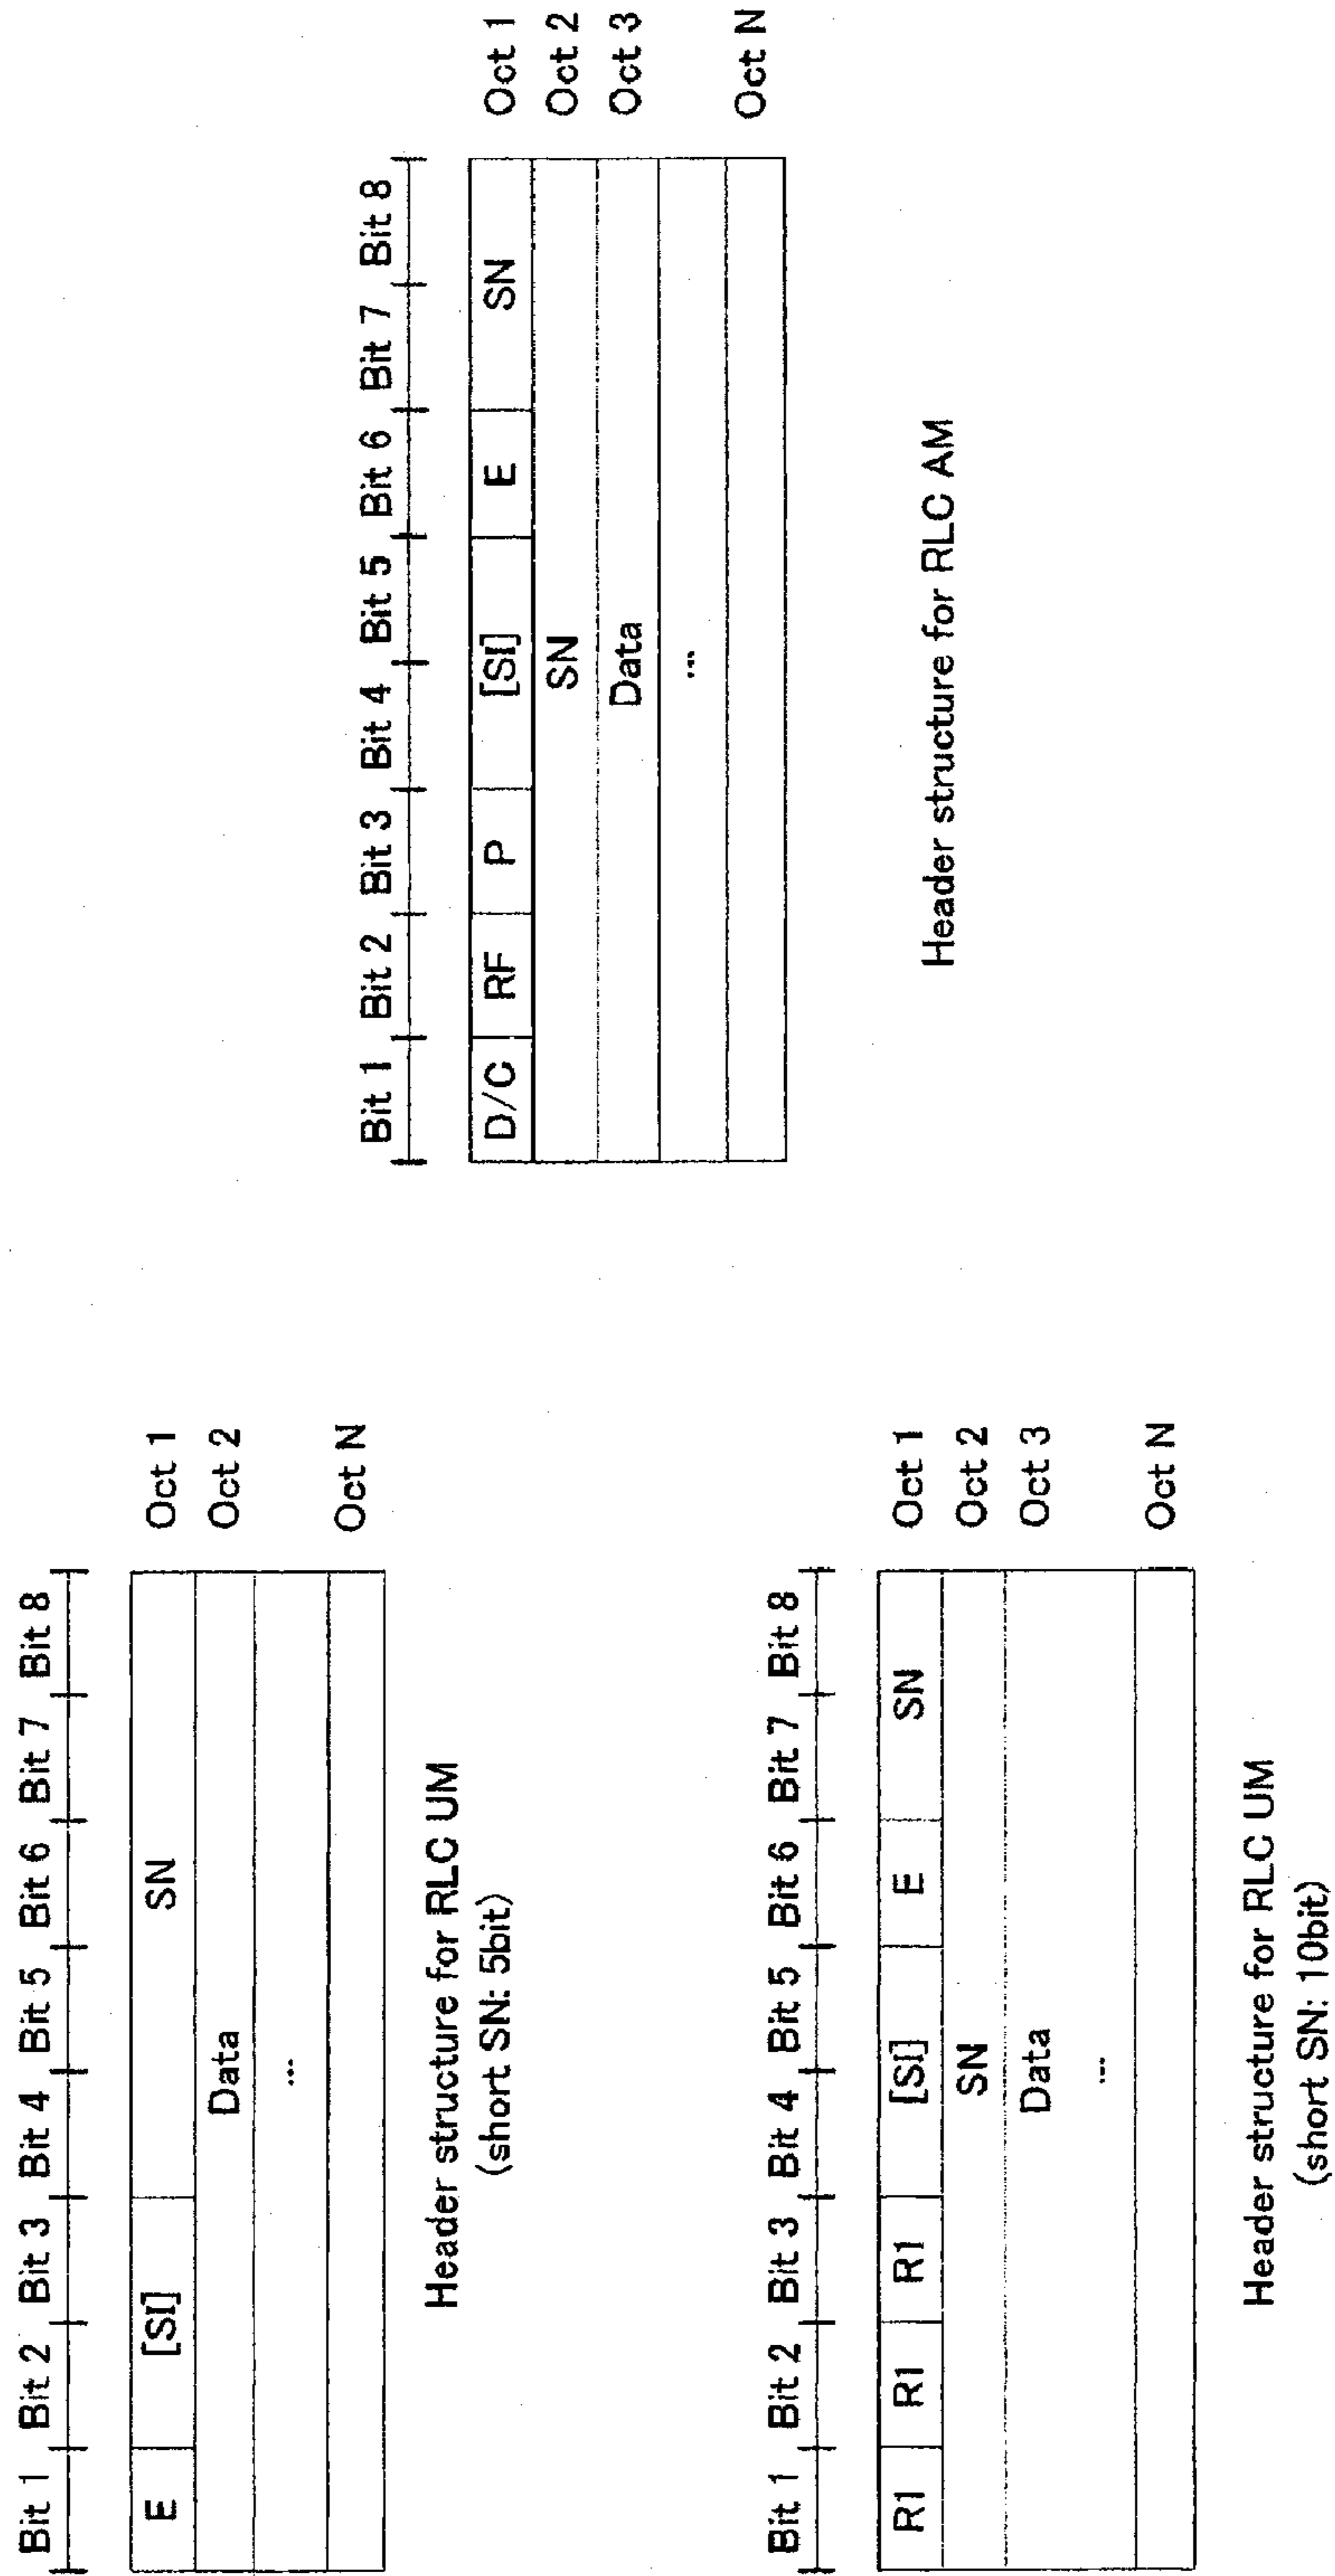 Bit 1 Bit 2 Bit 3 Bit 4 Bit 5 Bit 6 Bit 7 Bit 8
E [SI] SN Oct 1
Data Oct 2
...
Oct N
Header structure for RLC UM
(short SN: 5bit)
Bit 1 Bit 2 Bit 3 Bit 4 Bit 5 Bit 6 Bit 7 Bit 8
R1 R1 R1 [SI] E SN Oct 1
SN Oct 2
Data Oct 3
...
Oct N
Header structure for RLC UM
(short SN: 10bit)
Bit 1 Bit 2 Bit 3 Bit 4 Bit 5 Bit 6 Bit 7 Bit 8
D/C RF P [SI] E SN Oct 1
SN Oct 2
Data Oct 3
...
Oct N
Header structure for RLC AM